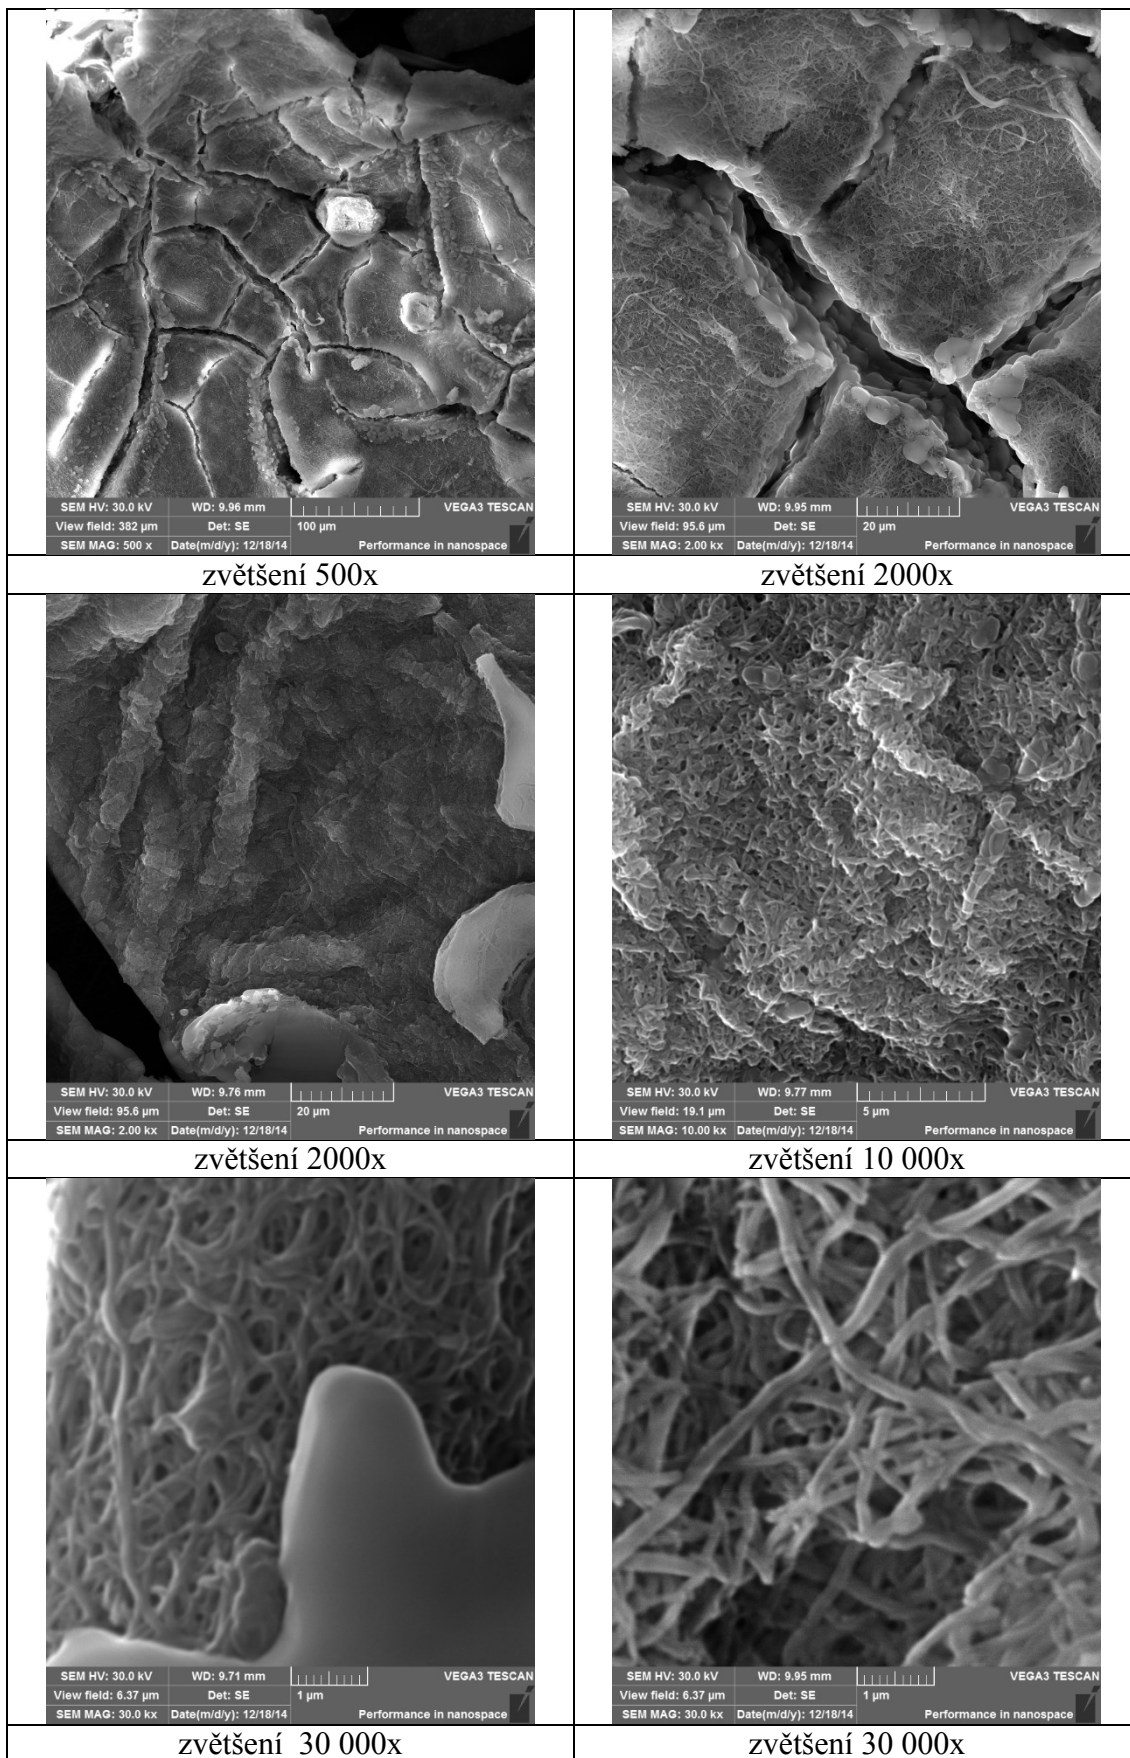 SEM HV: 30.0 kV WD: 9.96 mm VEGA3 TESCAN
View field: 382 µm Det: SE 100 µm
SEM MAG: 500 x Date(m/d/y): 12/18/14 Performance in nanospace
zvětšení 500x
SEM HV: 30.0 kV WD: 9.95 mm VEGA3 TESCAN
View field: 95.6 µm Det: SE 20 µm
SEM MAG: 2.00 kx Date(m/d/y): 12/18/14 Performance in nanospace
zvětšení 2000x
SEM HV: 30.0 kV WD: 9.76 mm VEGA3 TESCAN
View field: 95.6 µm Det: SE 20 µm
SEM MAG: 2.00 kx Date(m/d/y): 12/18/14 Performance in nanospace
zvětšení 2000x
SEM HV: 30.0 kV WD: 9.77 mm VEGA3 TESCAN
View field: 19.1 µm Det: SE 5 µm
SEM MAG: 10.00 kx Date(m/d/y): 12/18/14 Performance in nanospace
zvětšení 10 000x
SEM HV: 30.0 kV WD: 9.71 mm VEGA3 TESCAN
View field: 6.37 µm Det: SE 1 µm
SEM MAG: 30.0 kx Date(m/d/y): 12/18/14 Performance in nanospace
zvětšení 30 000x
SEM HV: 30.0 kV WD: 9.95 mm VEGA3 TESCAN
View field: 6.37 µm Det: SE 1 µm
SEM MAG: 30.0 kx Date(m/d/y): 12/18/14 Performance in nanospace
zvětšení 30 000x